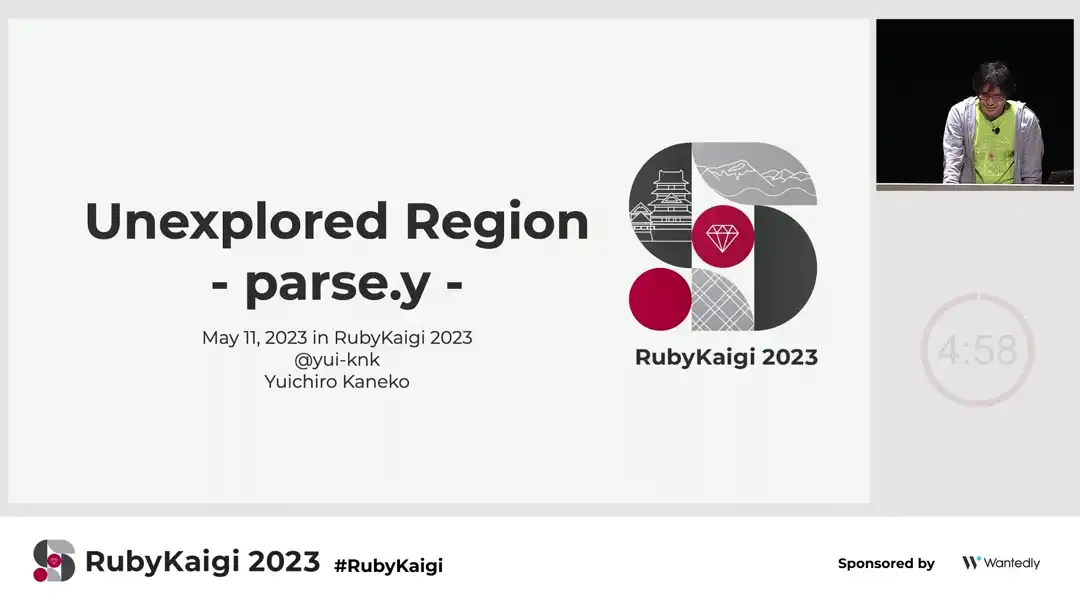 Unexplored Region
- parse.y -
May 11, 2023 in RubyKaigi 2023
@yui-knk
Yuichiro Kaneko
RubyKaigi 2023
4:58
RubyKaigi 2023 #RubyKaigi
Sponsored by Wantedly